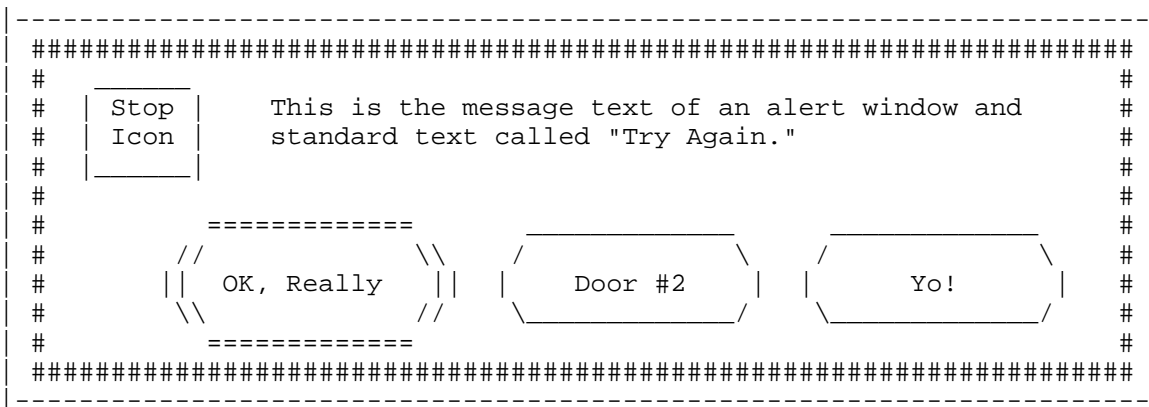 Stop This is the message text of an alert window and
Icon standard text called "Try Again."
OK, Really Door #2 Yo!